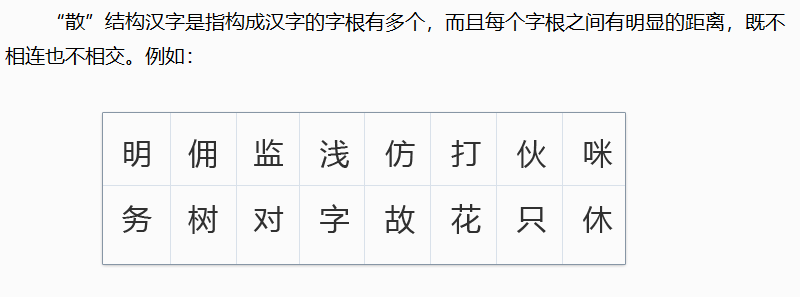 “散”结构汉字是指构成汉字的字根有多个，而且每个字根之间有明显的距离，既不
相连也不相交。例如：
明 佣 监 浅 仿 打 伙 咪
务 树 对 字 故 花 只 休